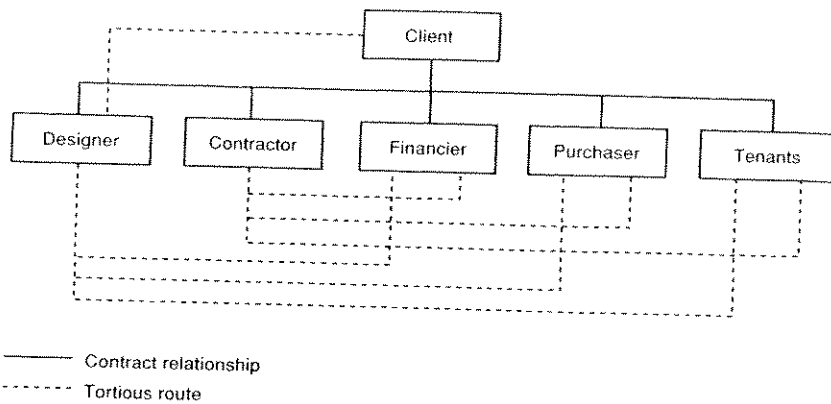 Client
Designer
Contractor
Financier
Purchaser
Tenants
Contract relationship
Tortious route